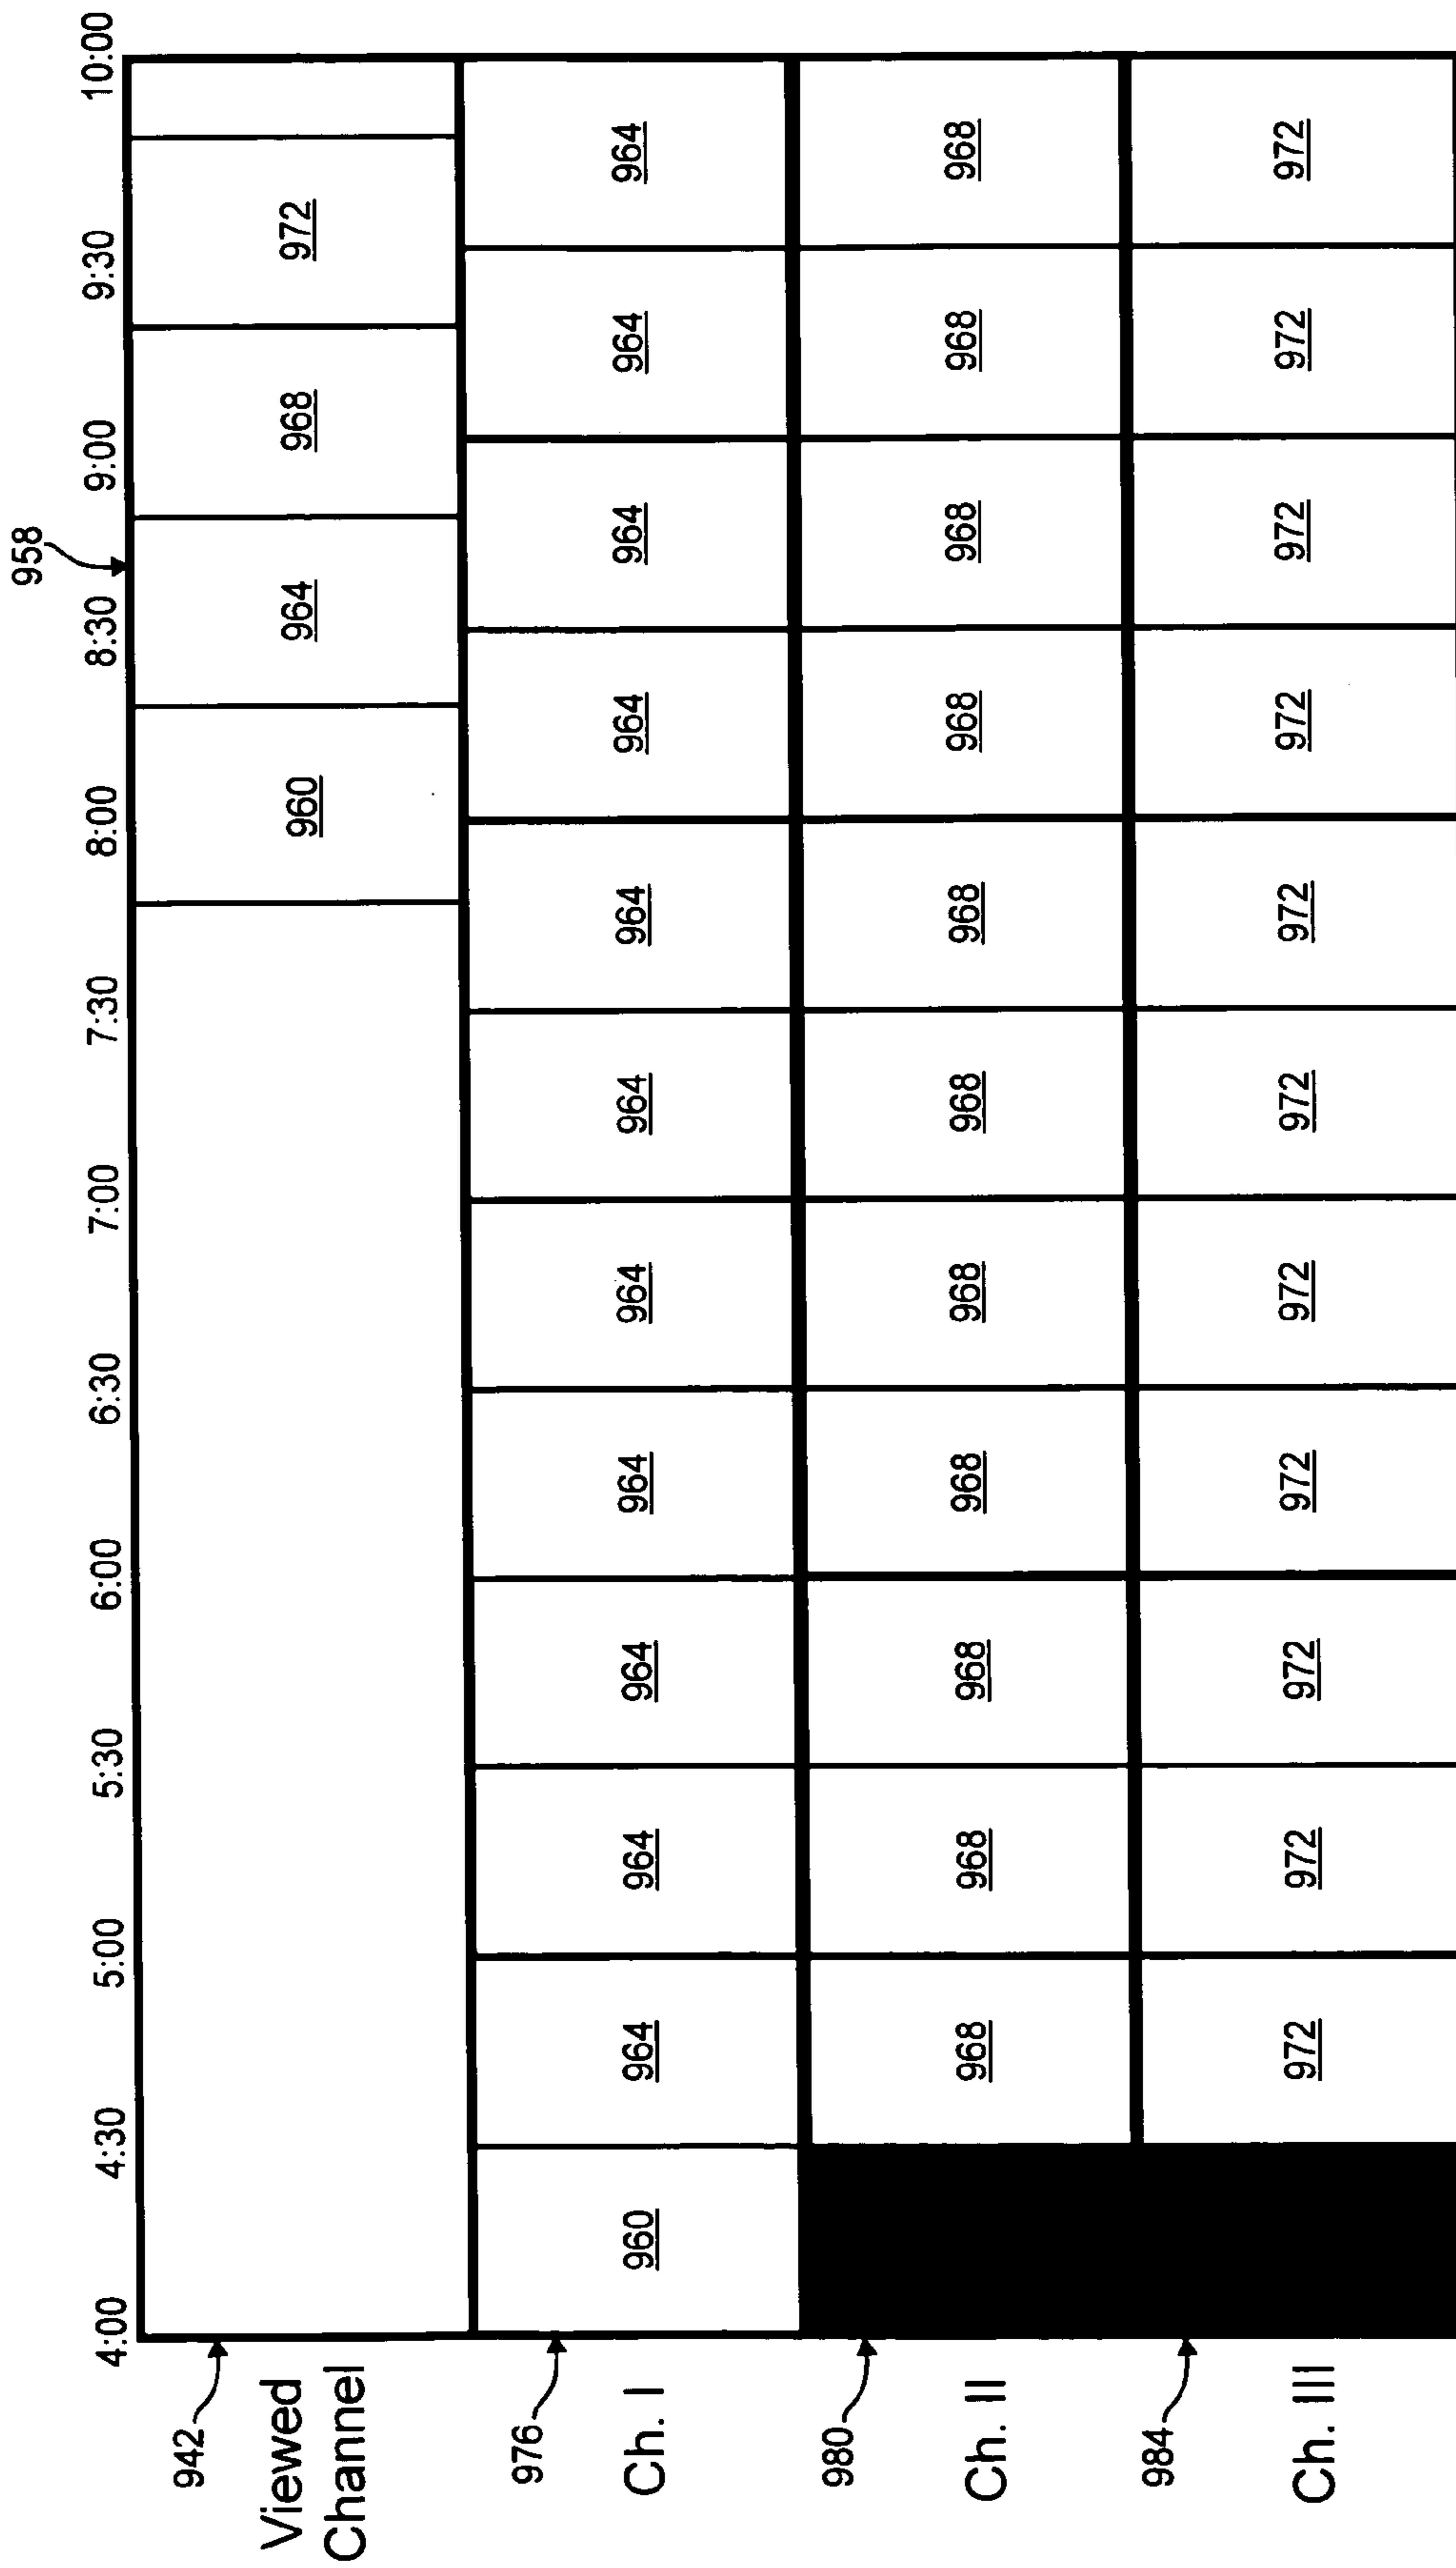 958
4:00 4:30 5:00 5:30 6:00 6:30 7:00 7:30 8:00 8:30 9:00 9:30 10:00
942
Viewed
Channel
960 964 968 972
976
Ch. I
960 964 964 964 964 964 964 964 964 964 964 964
980
Ch. II
968 968 968 968 968 968 968 968 968 968 968
984
Ch. III
972 972 972 972 972 972 972 972 972 972 972